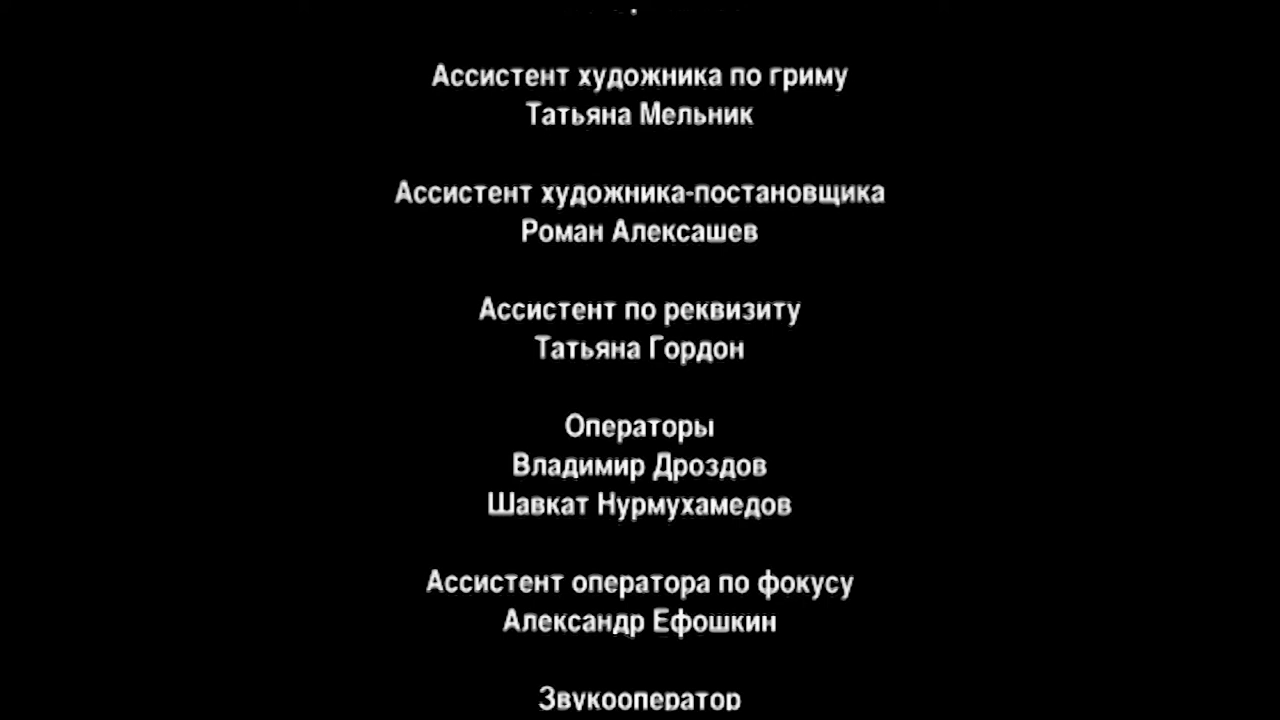 Ассистент художника по гриму
Татьяна Мельник
Ассистент художника-постановщика
Роман Алексашев
Ассистент по реквизиту
Татьяна Гордон
Операторы
Владимир Дроздов
Шавкат Нурмухамедов
Ассистент оператора по фокусу
Александр Ефошкин
Звукооператор